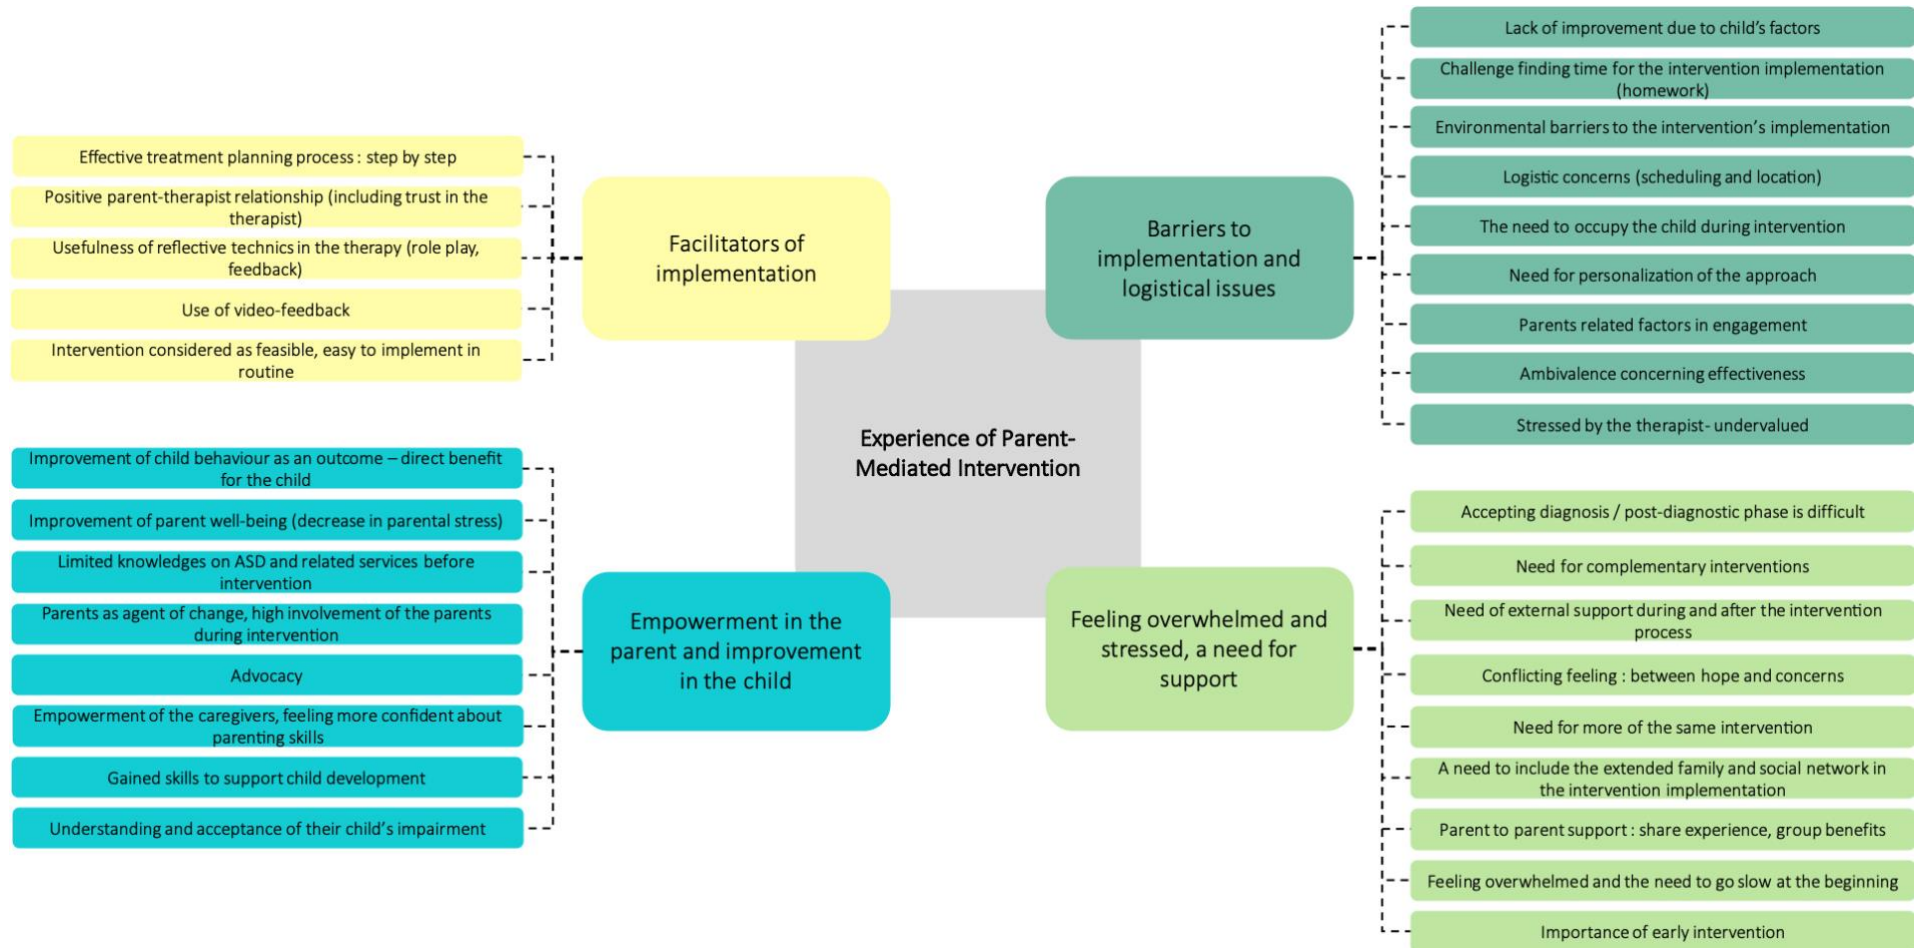 Effective treatment planning process : step by step
Positive parent-therapist relationship (including trust in the
therapist)
Usefulness of reflective technics in the therapy (role play,
feedback)
Use of video-feedback
Intervention considered as feasible, easy to implement in
routine
Facilitators of
implementation
Barriers to
implementation and
logistical issues
Lack of improvement due to child's factors
Challenge finding time for the intervention implementation
(homework)
Environmental barriers to the intervention's implementation
Logistic concerns (scheduling and location)
The need to occupy the child during intervention
Need for personalization of the approach
Parents related factors in engagement
Ambivalence concerning effectiveness
Stressed by the therapist- undervalued
Experience of Parent-
Mediated Intervention
Improvement of child behaviour as an outcome – direct benefit
for the child
Improvement of parent well-being (decrease in parental stress)
Limited knowledges on ASD and related services before
intervention
Parents as agent of change, high involvement of the parents
during intervention
Advocacy
Empowerment of the caregivers, feeling more confident about
parenting skills
Gained skills to support child development
Understanding and acceptance of their child's impairment
Empowerment in the
parent and improvement
in the child
Feeling overwhelmed and
stressed, a need for
support
Accepting diagnosis / post-diagnostic phase is difficult
Need for complementary interventions
Need of external support during and after the intervention
process
Conflicting feeling : between hope and concerns
Need for more of the same intervention
A need to include the extended family and social network in
the intervention implementation
Parent to parent support : share experience, group benefits
Feeling overwhelmed and the need to go slow at the beginning
Importance of early intervention